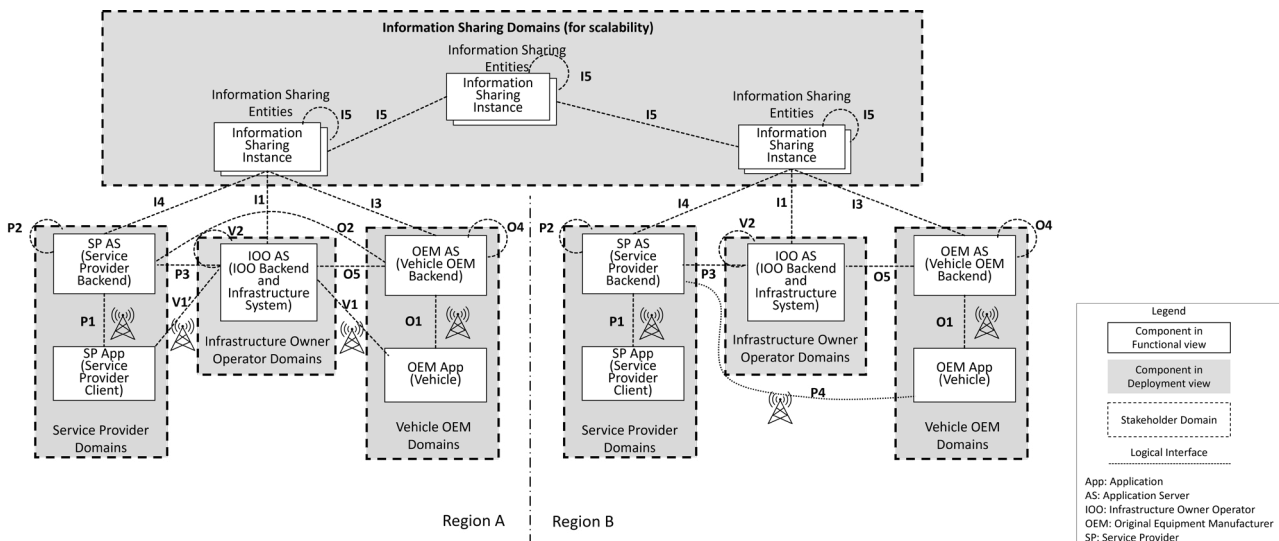 Information Sharing Domains (for scalability)
Information Sharing
Entities
I5
Information
Sharing
Instance
Information Sharing
Entities
I5
I5
Information
Sharing
Instance
I5
Information Sharing
Entities
I5
Information
Sharing
Instance
I4
I1
I3
P2
V2
O2
O4
SP AS
(Service
Provider
Backend)
P3
IOO AS
(IOO Backend
and
Infrastructure
System)
O5
OEM AS
(Vehicle OEM
Backend)
V1'
V1
P1
O1
SP App
(Service
Provider
Client)
Infrastructure Owner
Operator Domains
OEM App
(Vehicle)
Service Provider
Domains
Vehicle OEM
Domains
Region A
I4
I1
I3
P2
V2
O4
SP AS
(Service
Provider
Backend)
P3
IOO AS
(IOO Backend
and
Infrastructure
System)
O5
OEM AS
(Vehicle OEM
Backend)
P1
O1
SP App
(Service
Provider
Client)
Infrastructure Owner
Operator Domains
OEM App
(Vehicle)
P4
Service Provider
Domains
Vehicle OEM
Domains
Region B
Legend
Component in
Functional view
Component in
Deployment view
Stakeholder Domain
Logical Interface
App: Application
AS: Application Server
IOO: Infrastructure Owner Operator
OEM: Original Equipment Manufacturer
SP: Service Provider